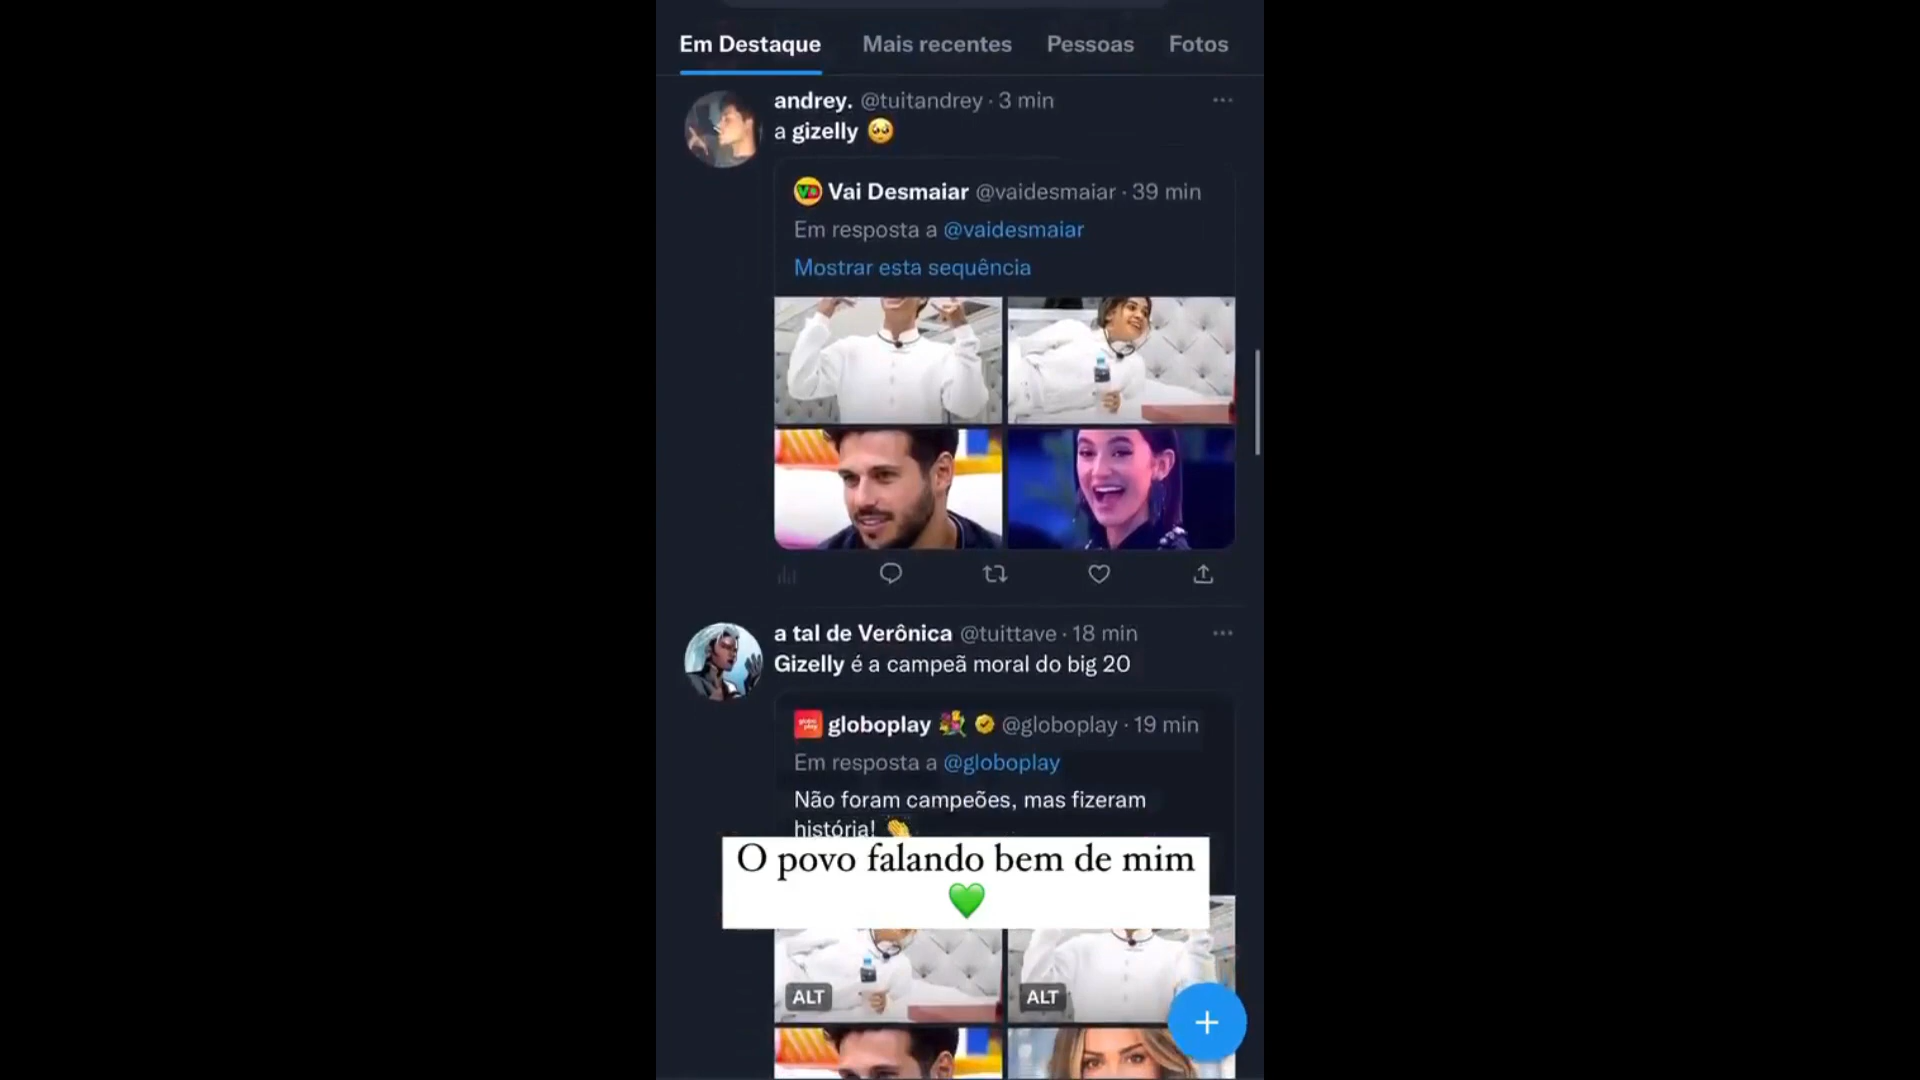 Em Destaque Mais recentes Pessoas Fotos
andrey. @tuitandrey · 3 min
a gizelly 🥺
Vai Desmaiar @vaidesmaiar · 39 min
Em resposta a @vaidesmaiar
Mostrar esta sequência
a tal de Verônica @tuittave · 18 min
Gizelly é a campeã moral do big 20
globoplay 💐 @globoplay · 19 min
Em resposta a @globoplay
Não foram campeões, mas fizeram
história! 👏
O povo falando bem de mim
💚
ALT ALT